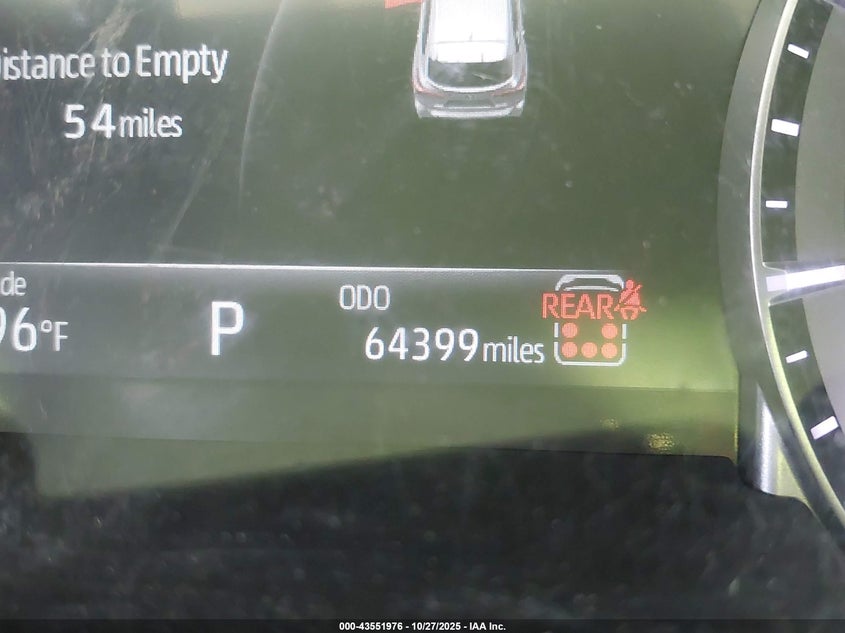 istance to Empty
54 miles
de
96°F
P
ODO
64399 miles
REAR
000-43551976 - 10/27/2025 - IAA Inc.